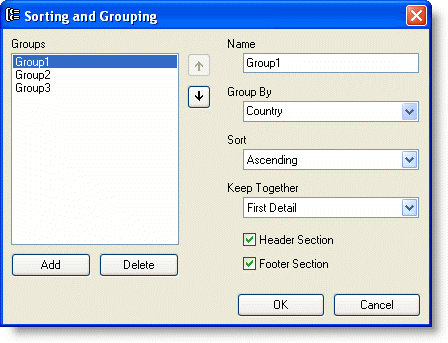 Sorting and Grouping
Groups
Group1
Group2
Group3
Add
Delete
Name
Group1
Group By
Country
Sort
Ascending
Keep Together
First Detail
Header Section
Footer Section
OK
Cancel